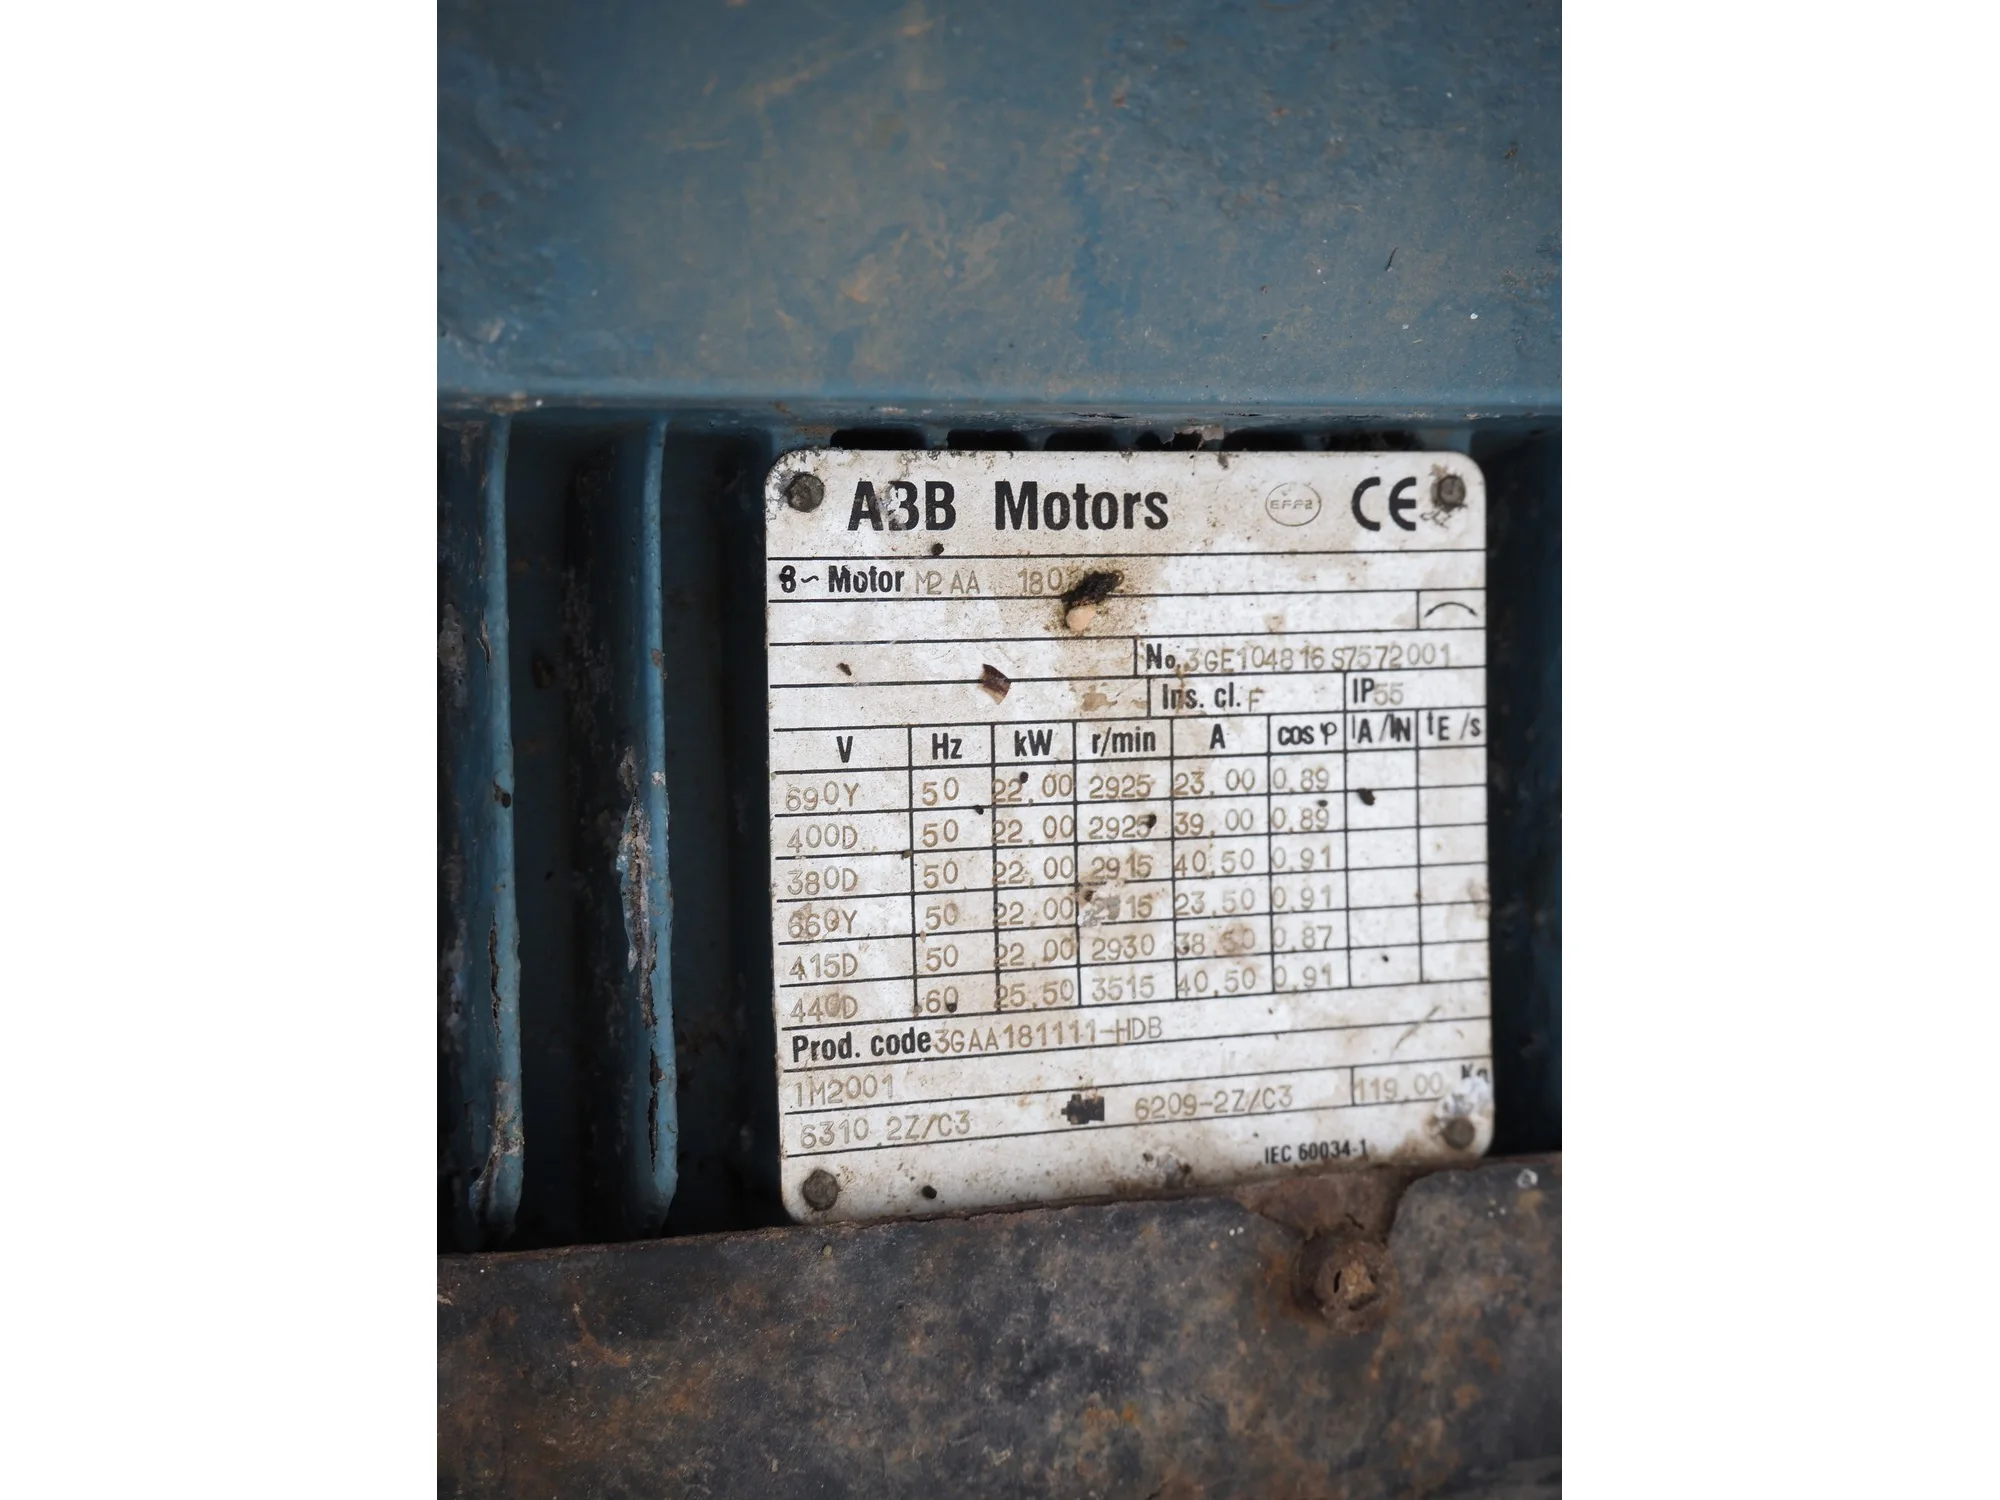 ABB Motors EFF2 CE
3~ Motor M2AA 180
No. 3GE104816 S7572001
Ins. cl. F IP 55
V Hz kW r/min A cos φ IA/IN tE/s
690Y 50 22.00 2925 23.00 0.89
400D 50 22.00 2925 39.00 0.89
380D 50 22.00 2915 40.50 0.91
660Y 50 22.00 2915 23.50 0.91
415D 50 22.00 2930 38.50 0.87
440D 60 25.50 3515 40.50 0.91
Prod. code 3GAA181111-HDB
1M2001
119.00 Kg
6310 2Z/C3 6209-2Z/C3
IEC 60034-1